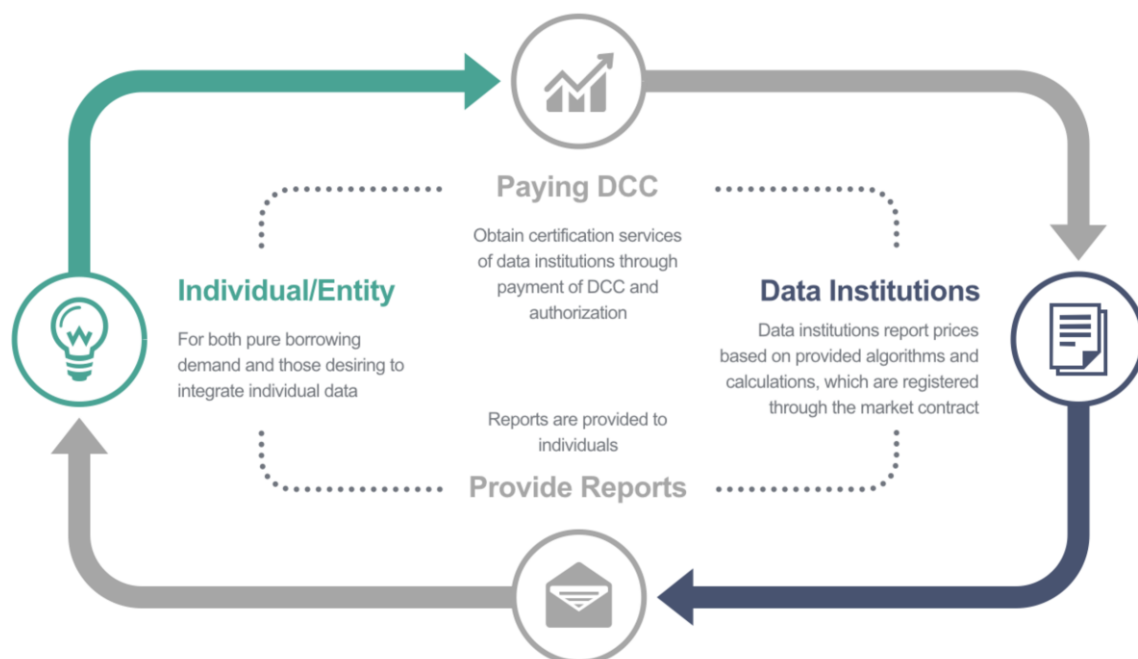 Paying DCC
Obtain certification services
of data institutions through
payment of DCC and
authorization
Individual/Entity
For both pure borrowing
demand and those desiring to
integrate individual data
Data Institutions
Data institutions report prices
based on provided algorithms and
calculations, which are registered
through the market contract
Reports are provided to
individuals
Provide Reports